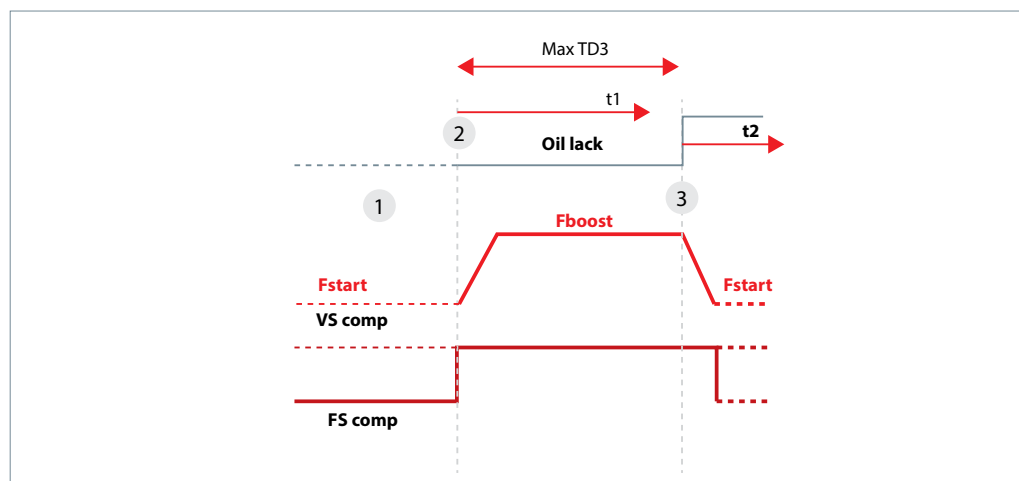 Max TD3
t1
2
Oil lack
t2
1
3
Fboost
Fstart
Fstart
VS comp
FS comp